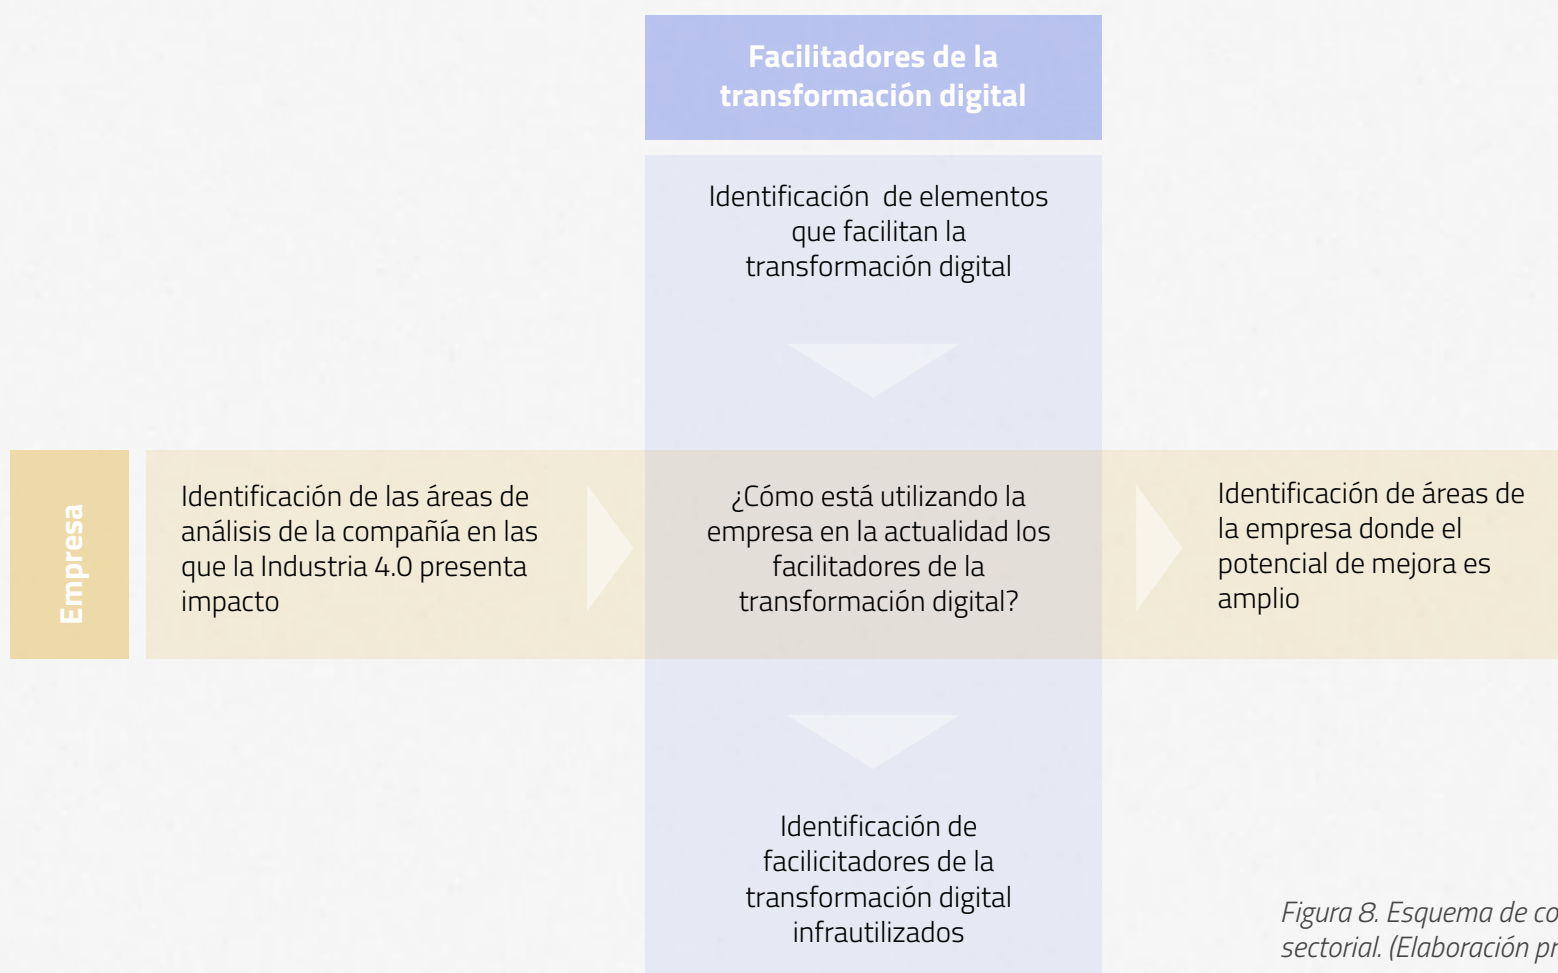 Facilitadores de la
transformación digital
Identificación  de elementos
que facilitan la
transformación digital
Empresa
Identificación de las áreas de
análisis de la compañía en las
que la Industria 4.0 presenta
impacto
¿Cómo está utilizando la
empresa en la actualidad los
facilitadores de la
transformación digital?
Identificación de áreas de
la empresa donde el
potencial de mejora es
amplio
Identificación de
facilicitadores de la
transformación digital
infrautilizados
Figura 8. Esquema de
sectorial. (Elaboración